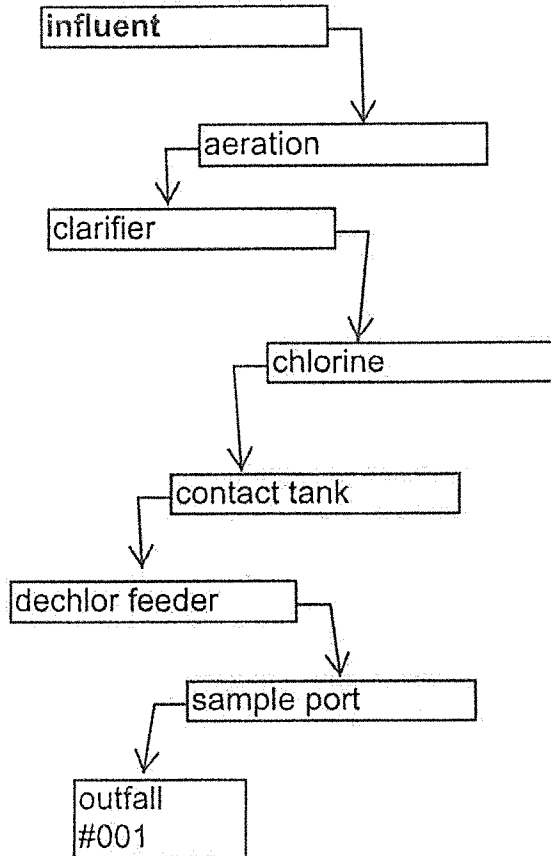 influent
aeration
clarifier
chlorine
contact tank
dechlor feeder
sample port
outfall
#001